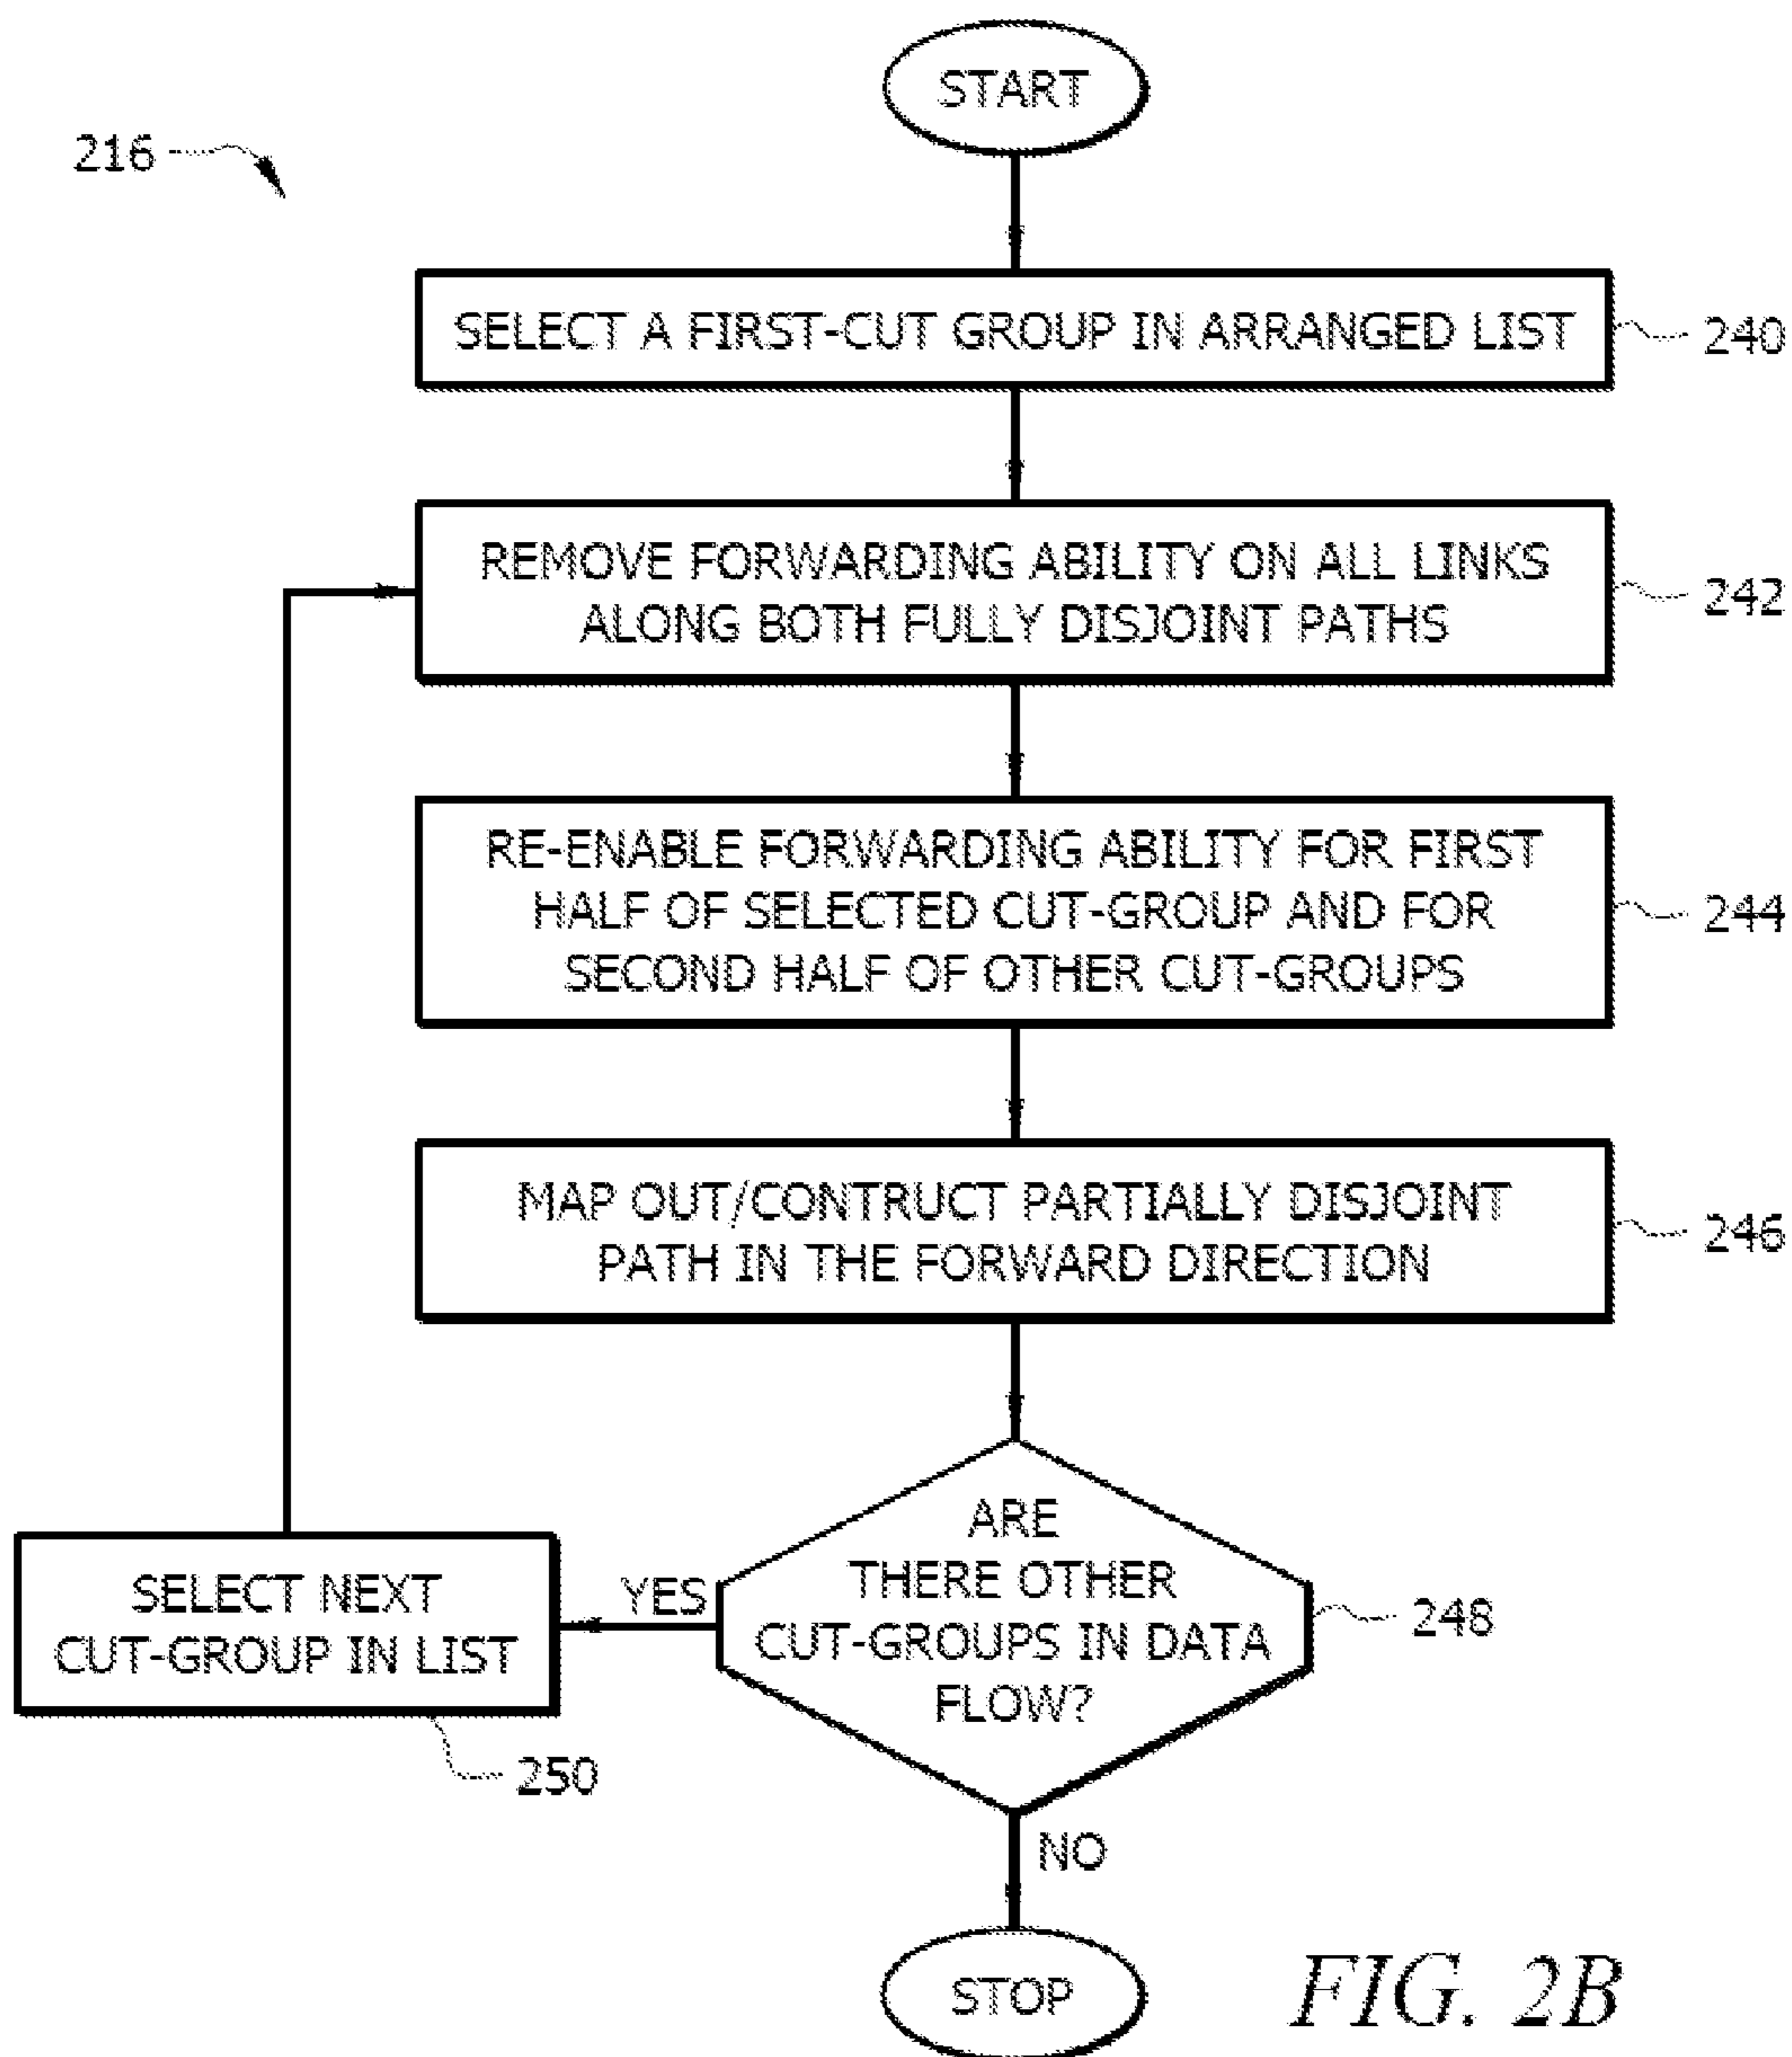 START
216
SELECT A FIRST-CUT GROUP IN ARRANGED LIST
240
REMOVE FORWARDING ABILITY ON ALL LINKS
ALONG BOTH FULLY DISJOINT PATHS
242
RE-ENABLE FORWARDING ABILITY FOR FIRST
HALF OF SELECTED CUT-GROUP AND FOR
SECOND HALF OF OTHER CUT-GROUPS
244
MAP OUT/CONTRUCT PARTIALLY DISJOINT
PATH IN THE FORWARD DIRECTION
246
ARE
THERE OTHER
CUT-GROUPS IN DATA
FLOW?
248
YES
SELECT NEXT
CUT-GROUP IN LIST
250
NO
STOP
FIG. 2B